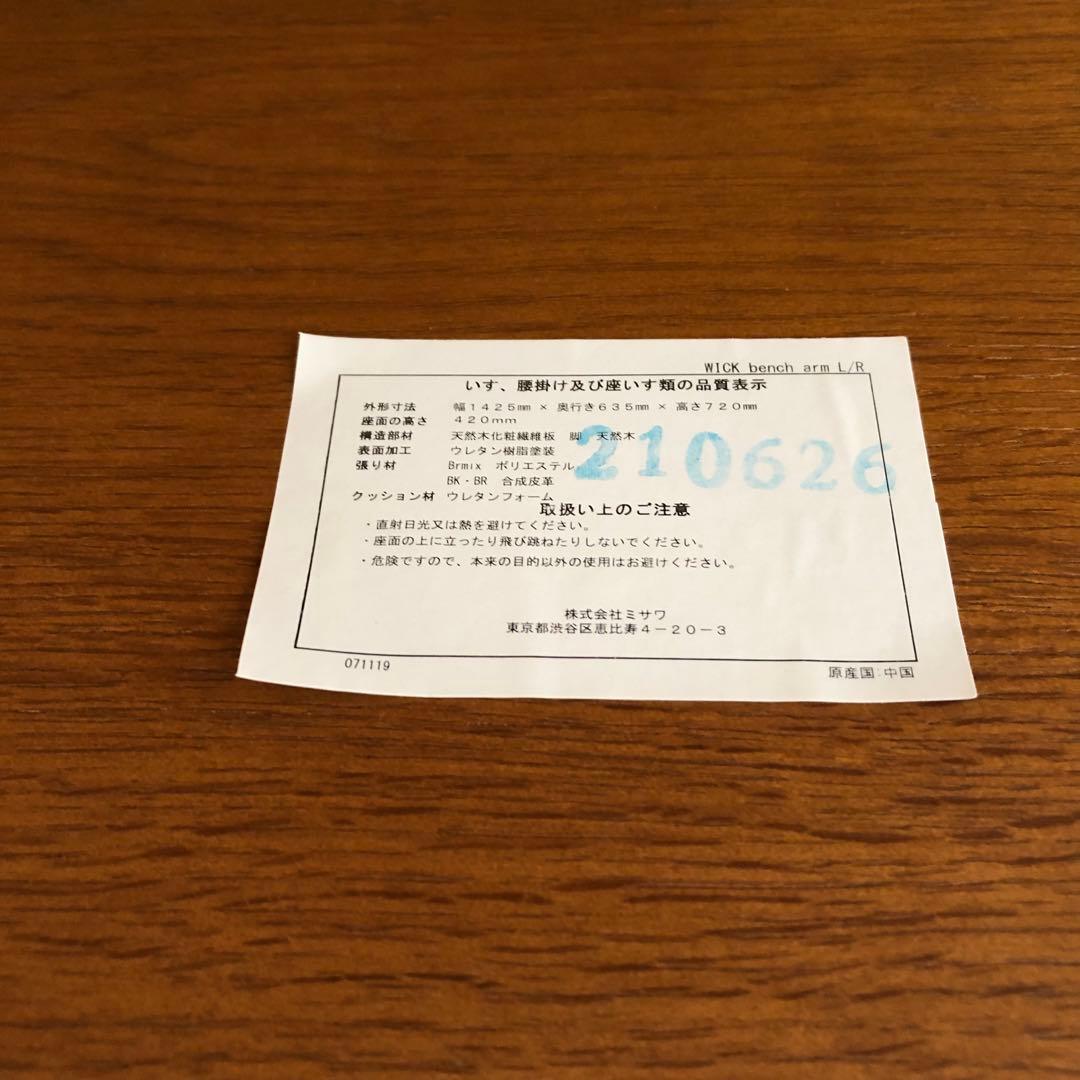 WICK bench arm L/R
いす、腰掛け及び座いす類の品質表示
外形寸法 幅1425㎜ × 奥行き635㎜ × 高さ720㎜
座面の高さ 420mm
構造部材 天然木化粧繊維板 脚 天然木
表面加工 ウレタン樹脂塗装
張り材 Brmix ポリエステル
210626
BK・BR 合成皮革
クッション材 ウレタンフォーム
取扱い上のご注意
・直射日光又は熱を避けてください。
・座面の上に立ったり飛び跳ねたりしないでください。
・危険ですので、本来の目的以外の使用はお避けください。
株式会社ミサワ
東京都渋谷区恵比寿4－20－3
071119 原産国:中国